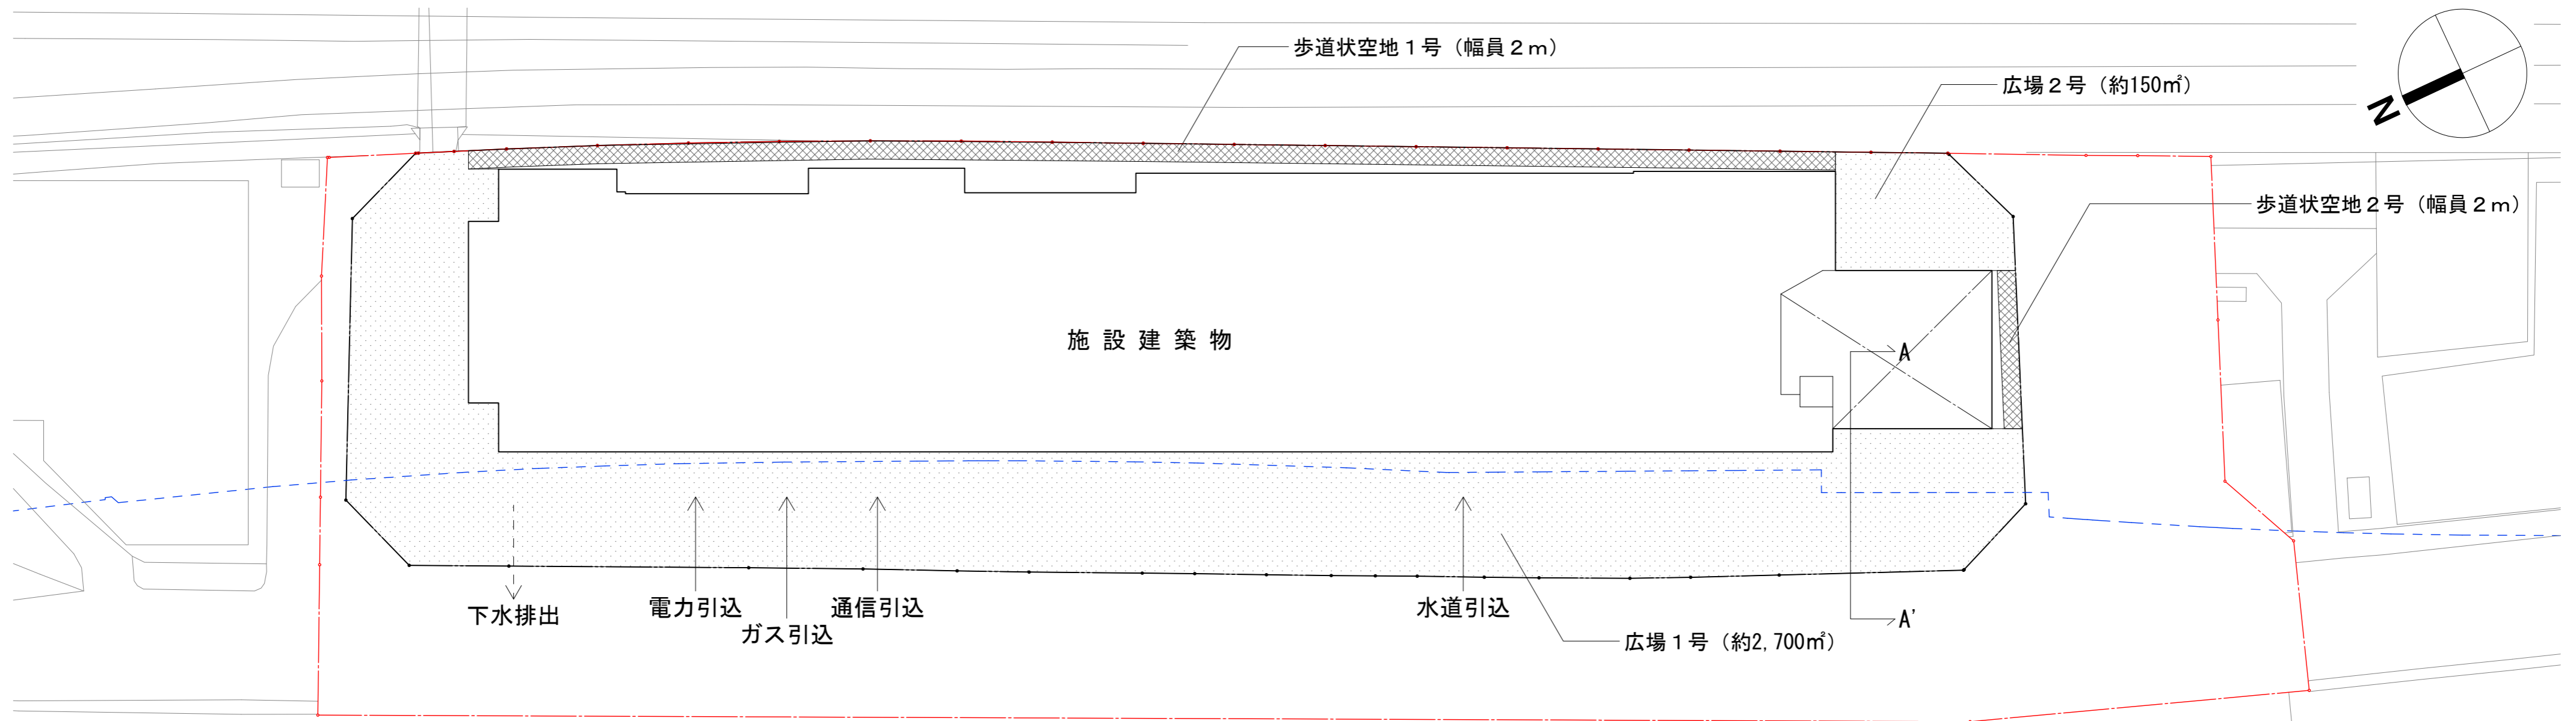 歩道状空地１号（幅員２ｍ）
広場２号（約150㎡）
N
歩道状空地２号（幅員２ｍ）
施設建築物
A
下水排出
電力引込
ガス引込
通信引込
水道引込
A'
広場１号（約2,700㎡）